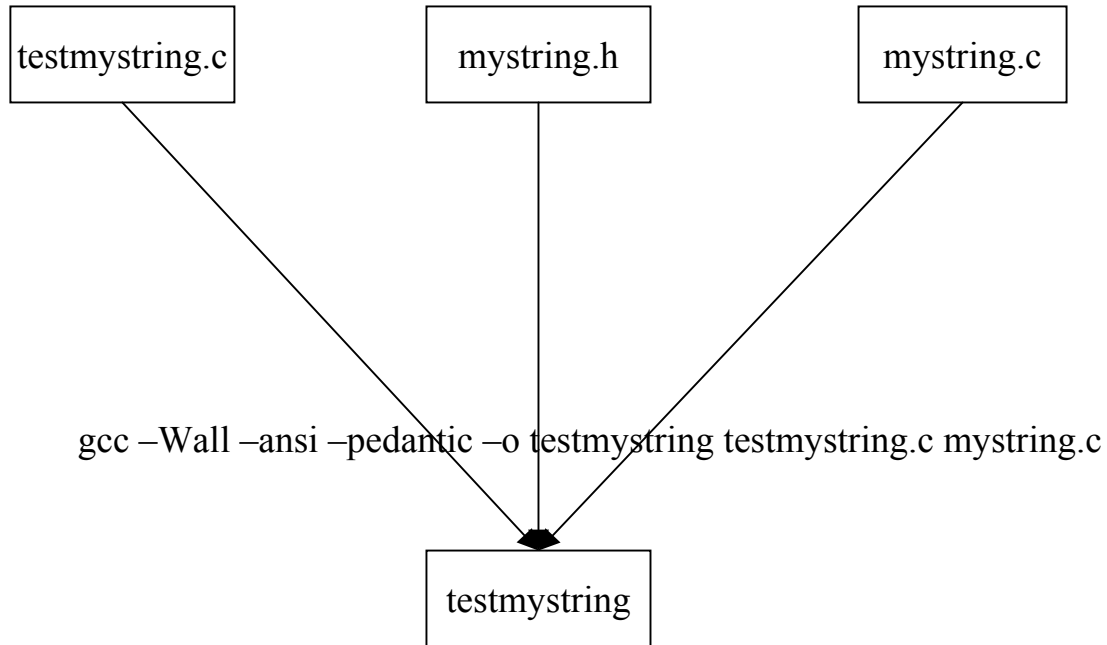 testmystring.c
mystring.h
mystring.c
gcc –Wall –ansi –pedantic –o testmystring testmystring.c mystring.c
testmystring